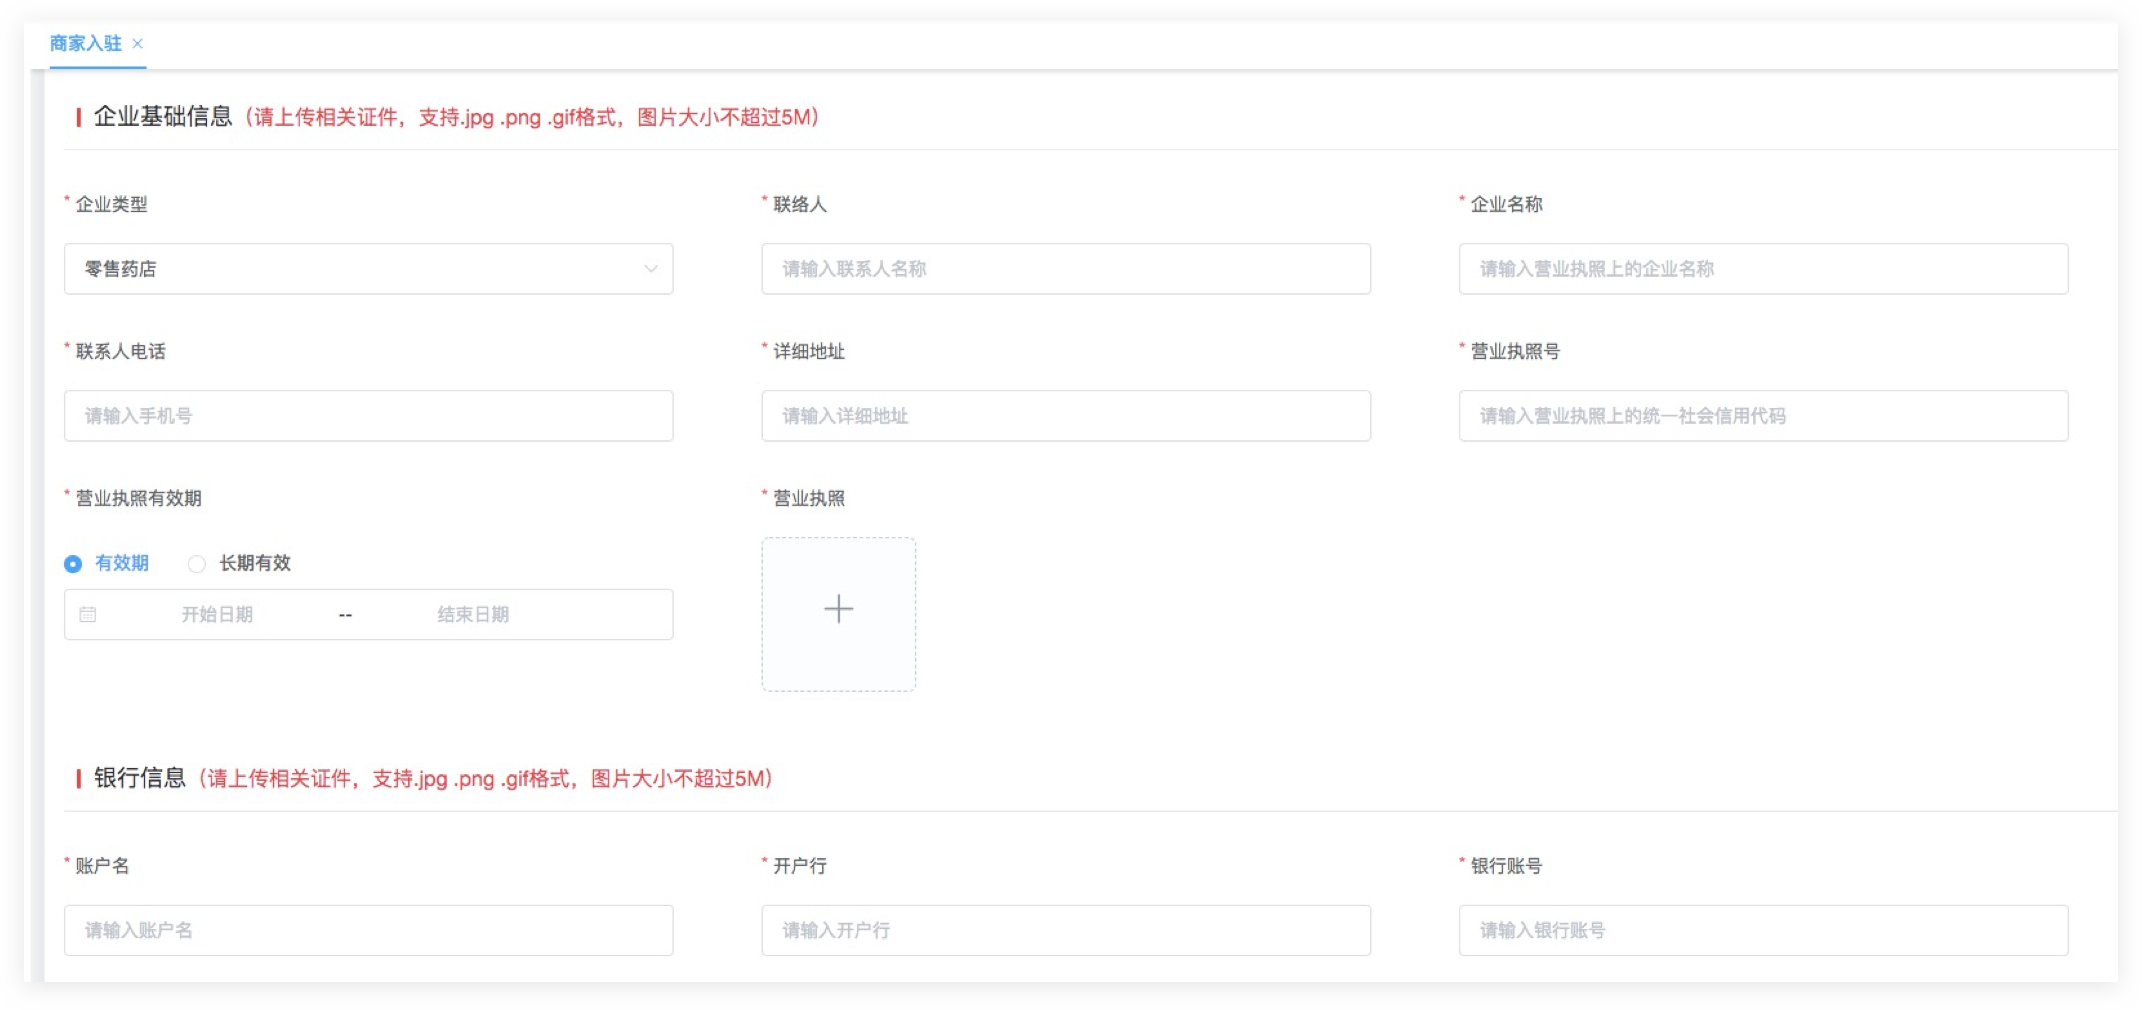 商家入驻 ×
企业基础信息（请上传相关证件，支持.jpg .png .gif格式，图片大小不超过5M）
* 企业类型
* 联络人
* 企业名称
零售药店
请输入联系人名称
请输入营业执照上的企业名称
* 联系人电话
* 详细地址
* 营业执照号
请输入手机号
请输入详细地址
请输入营业执照上的统一社会信用代码
* 营业执照有效期
* 营业执照
有效期 长期有效
开始日期 -- 结束日期
银行信息（请上传相关证件，支持.jpg .png .gif格式，图片大小不超过5M）
* 账户名
* 开户行
* 银行账号
请输入账户名
请输入开户行
请输入银行账号